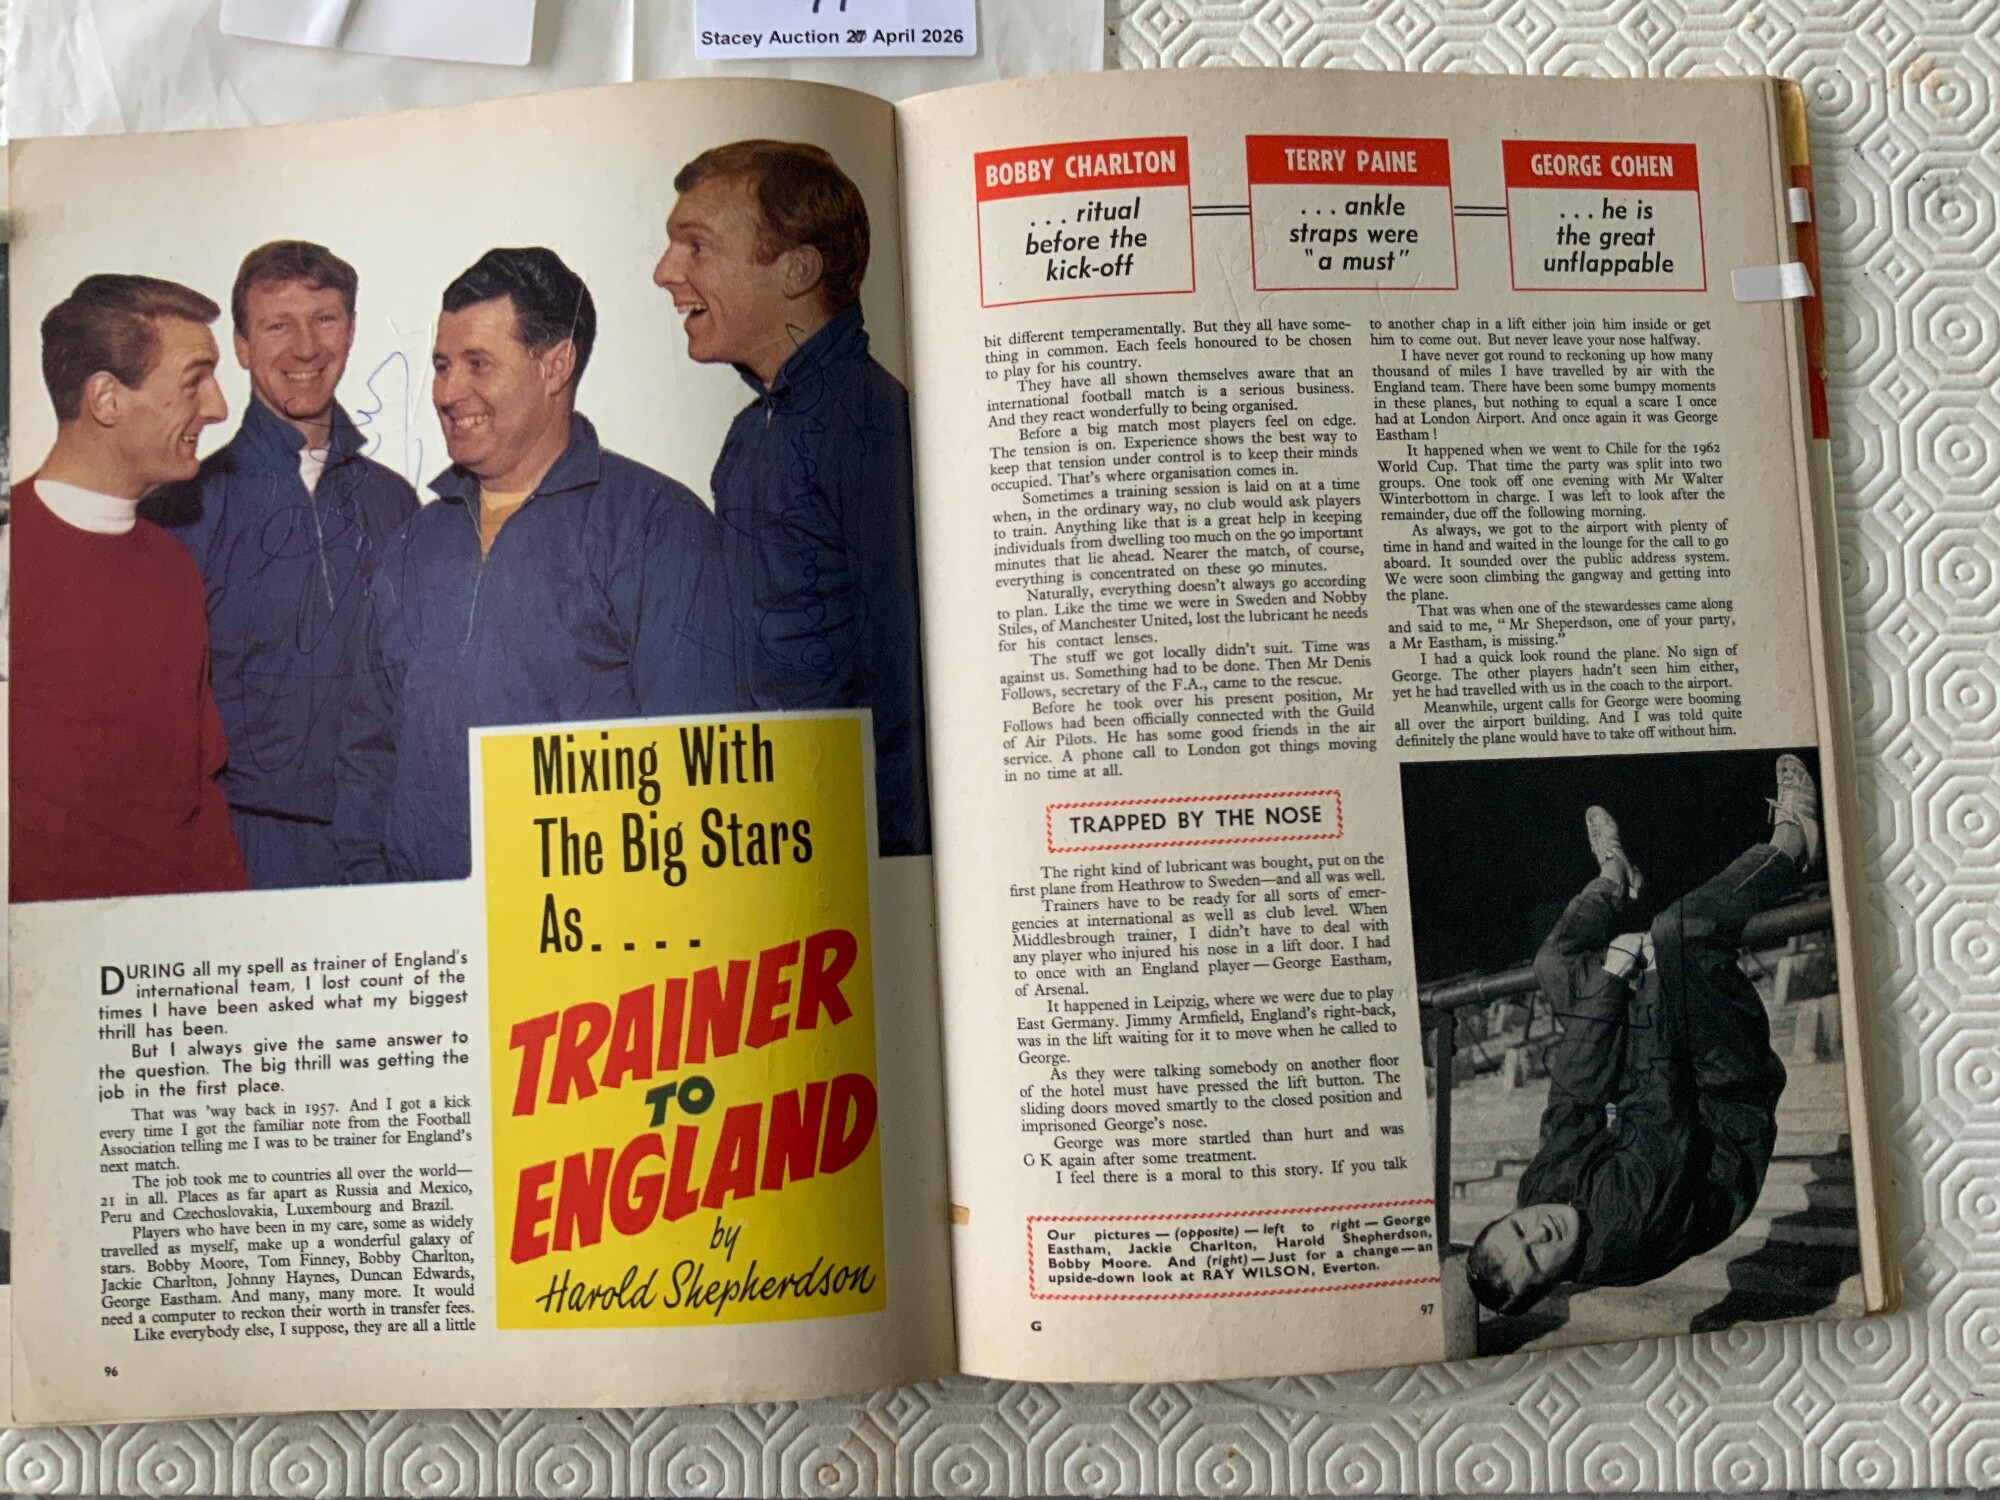 Stacey Auction 27 April 2026
Mixing With
The Big Stars
As....
TRAINER
TO
ENGLAND
by
Harold Shepherdson
DURING all my spell as trainer of England's
international team, I lost count of the
times I have been asked what my biggest
thrill has been.
But I always give the same answer to
the question. The big thrill was getting the
job in the first place.
That was 'way back in 1957. And I got a kick
every time I got the familiar note from the Football
Association telling me I was to be trainer for England's
next match.
The job took me to countries all over the world—
21 in all. Places as far apart as Russia and Mexico,
Peru and Czechoslovakia, Luxembourg and Brazil.
Players who have been in my care, some as widely
travelled as myself, make up a wonderful galaxy of
stars. Bobby Moore, Tom Finney, Bobby Charlton,
Jackie Charlton, Johnny Haynes, Duncan Edwards,
George Eastham. And many, many more. It would
need a computer to reckon their worth in transfer fees.
Like everybody else, I suppose, they are all a little
96
BOBBY CHARLTON
... ritual
before the
kick-off
TERRY PAINE
... ankle
straps were
"a must"
GEORGE COHEN
... he is
the great
unflappable
bit different temperamentally. But they all have some-
thing in common. Each feels honoured to be chosen
to play for his country.
They have all shown themselves aware that an
international football match is a serious business.
And they react wonderfully to being organised.
Before a big match most players feel on edge.
The tension is on. Experience shows the best way to
keep that tension under control is to keep their minds
occupied. That's where organisation comes in.
Sometimes a training session is laid on at a time
when, in the ordinary way, no club would ask players
to train. Anything like that is a great help in keeping
individuals from dwelling too much on the 90 important
minutes that lie ahead. Nearer the match, of course,
everything is concentrated on these 90 minutes.
Naturally, everything doesn't always go according
to plan. Like the time we were in Sweden and Nobby
Stiles, of Manchester United, lost the lubricant he needs
for his contact lenses.
The stuff we got locally didn't suit. Time was
against us. Something had to be done. Then Mr Denis
Follows, secretary of the F.A., came to the rescue.
Before he took over his present position, Mr
Follows had been officially connected with the Guild
of Air Pilots. He has some good friends in the air
service. A phone call to London got things moving
in no time at all.
TRAPPED BY THE NOSE
The right kind of lubricant was bought, put on the
first plane from Heathrow to Sweden—and all was well.
Trainers have to be ready for all sorts of emer-
gencies at international as well as club level. When
Middlesbrough trainer, I didn't have to deal with
any player who injured his nose in a lift door. I had
to once with an England player—George Eastham,
of Arsenal.
It happened in Leipzig, where we were due to play
East Germany. Jimmy Armfield, England's right-back,
was in the lift waiting for it to move when he called to
George.
As they were talking somebody on another floor
of the hotel must have pressed the lift button. The
sliding doors moved smartly to the closed position and
imprisoned George's nose.
George was more startled than hurt and was
O K again after some treatment.
I feel there is a moral to this story. If you talk
to another chap in a lift either join him inside or get
him to come out. But never leave your nose halfway.
I have never got round to reckoning up how many
thousand of miles I have travelled by air with the
England team. There have been some bumpy moments
in these planes, but nothing to equal a scare I once
had at London Airport. And once again it was George
Eastham !
It happened when we went to Chile for the 1962
World Cup. That time the party was split into two
groups. One took off one evening with Mr Walter
Winterbottom in charge. I was left to look after the
remainder, due off the following morning.
As always, we got to the airport with plenty of
time in hand and waited in the lounge for the call to go
aboard. It sounded over the public address system.
We were soon climbing the gangway and getting into
the plane.
That was when one of the stewardesses came along
and said to me, " Mr Sheperdson, one of your party,
a Mr Eastham, is missing."
I had a quick look round the plane. No sign of
George. The other players hadn't seen him either,
yet he had travelled with us in the coach to the airport.
Meanwhile, urgent calls for George were booming
all over the airport building. And I was told quite
definitely the plane would have to take off without him.
Our pictures — (opposite) — left to right — George
Eastham, Jackie Charlton, Harold Shepherdson,
Bobby Moore. And (right)—Just for a change—an
upside-down look at RAY WILSON, Everton.
G
97